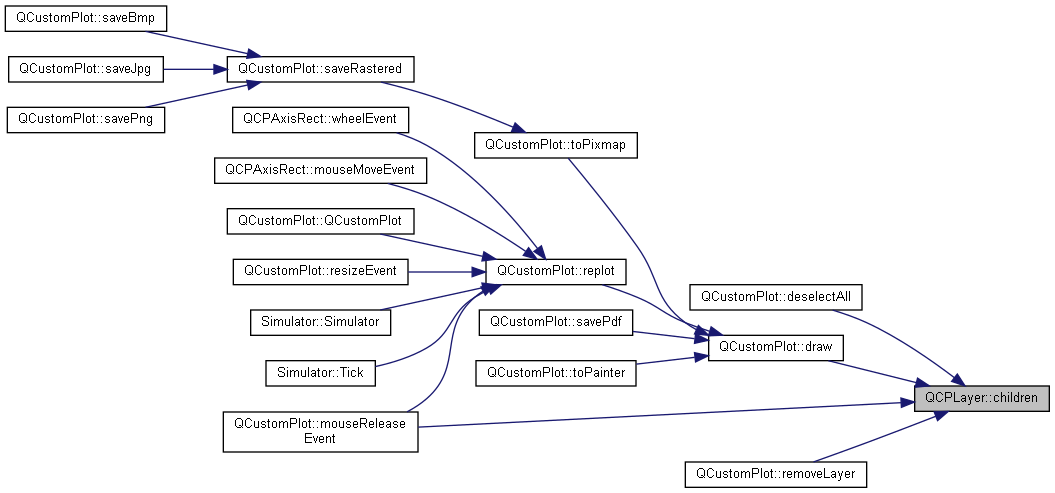 QCustomPlot::saveBmp
QCustomPlot::saveJpg
QCustomPlot::saveRastered
QCustomPlot::savePng
QCPAxisRect::wheelEvent
QCustomPlot::toPixmap
QCPAxisRect::mouseMoveEvent
QCustomPlot::QCustomPlot
QCustomPlot::resizeEvent
QCustomPlot::replot
QCustomPlot::deselectAll
Simulator::Simulator
QCustomPlot::savePdf
QCustomPlot::draw
Simulator::Tick
QCustomPlot::toPainter
QCPLayer::children
QCustomPlot::mouseRelease
Event
QCustomPlot::removeLayer